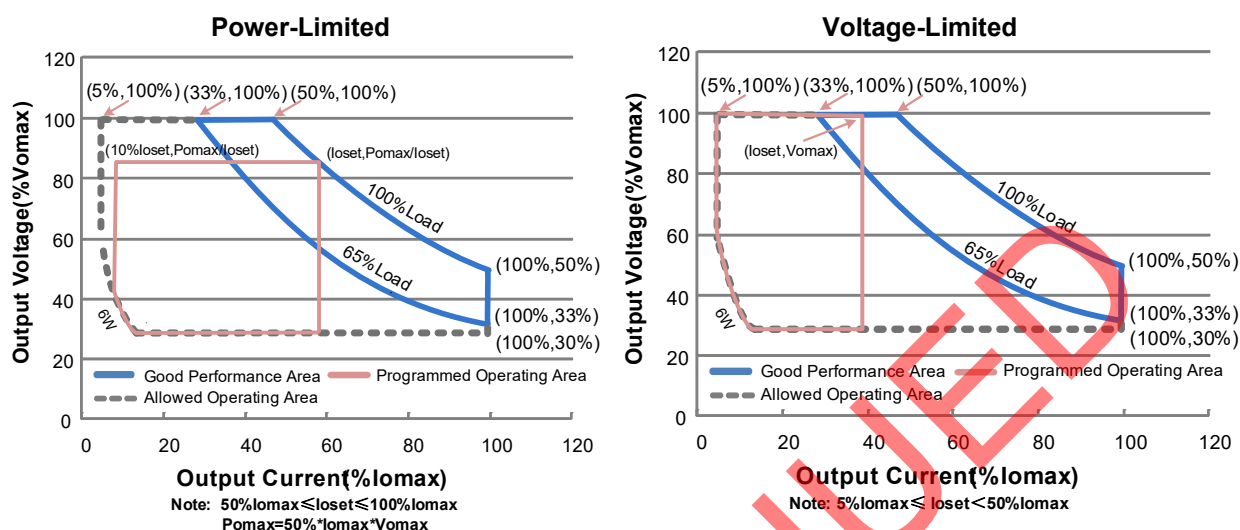 Power-Limited
120
100
80
60
40
20
0
Output Voltage(%Vomax)
(5%,100%)
(33%,100%)
(50%,100%)
(10%Ioset,Pomax/Ioset)
(Ioset,Pomax/Ioset)
100%Load
65%Load
6W
(100%,50%)
(100%,33%)
(100%,30%)
Good Performance Area
Programmed Operating Area
Allowed Operating Area
0 20 40 60 80 100 120
Output Current(%Iomax)
Note: 50%Iomax≤Ioset≤100%Iomax
Pomax=50%*Iomax*Vomax
Voltage-Limited
120
100
80
60
40
20
0
Output Voltage(%Vomax)
(5%,100%)
(33%,100%)
(50%,100%)
(Ioset,Vomax)
100%Load
65%Load
6W
(100%,50%)
(100%,33%)
(100%,30%)
Good Performance Area
Programmed Operating Area
Allowed Operating Area
0 20 40 60 80 100 120
Output Current(%Iomax)
Note: 5%Iomax≤ Ioset<50%Iomax
UED